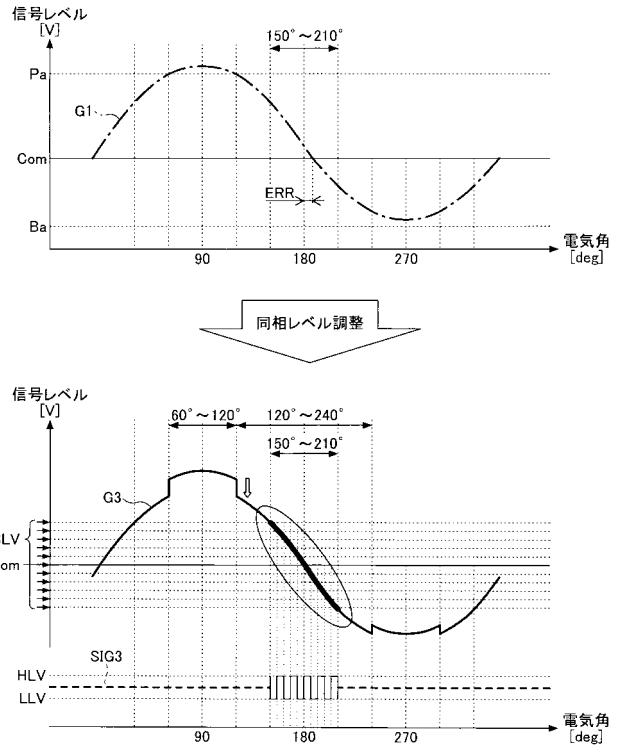 信号レベル
[V]
150°～210°
Pa
G1
Com
ERR
Ba
90
180
270
電気角
[deg]
同相レベル調整
信号レベル
[V]
60°～120°
120°～240°
150°～210°
G3
SLV
Com
SIG3
HLV
LLV
90
180
270
電気角
[deg]